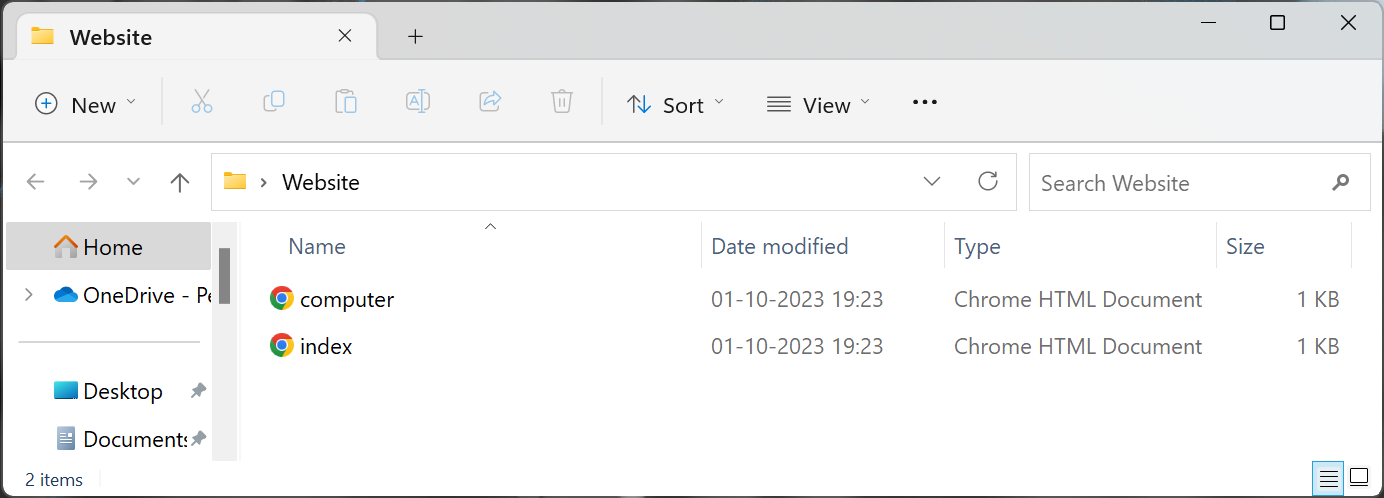 Website
New Sort View
Website Search Website
Home Name Date modified Type Size
OneDrive - Pe
computer 01-10-2023 19:23 Chrome HTML Document 1 KB
index 01-10-2023 19:23 Chrome HTML Document 1 KB
Desktop
Documents
2 items